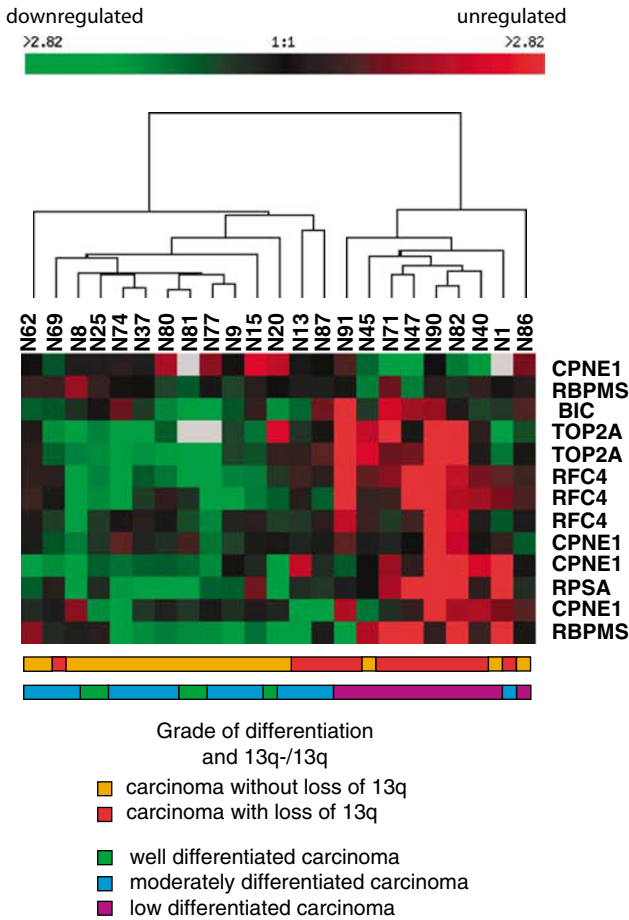 downregulated unregulated
>2.82 1:1 >2.82
N62 N69 N8 N25 N74 N37 N80 N81 N77 N9 N15 N20 N13 N87 N91 N45 N71 N47 N90 N82 N40 N1 N86
CPNE1
RBPMS
BIC
TOP2A
TOP2A
RFC4
RFC4
RFC4
CPNE1
CPNE1
RPSA
CPNE1
RBPMS
Grade of differentiation
and 13q-/13q
carcinoma without loss of 13q
carcinoma with loss of 13q
well differentiated carcinoma
moderately differentiated carcinoma
low differentiated carcinoma